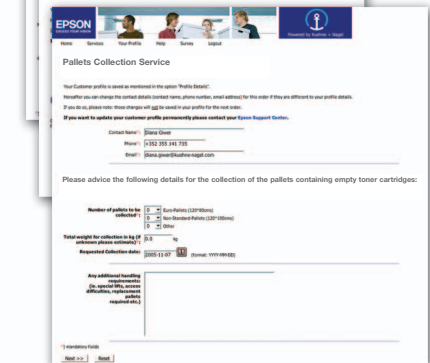 EPSON
EXCEED YOUR VISION
Powered by Kuehne + Nagel
Home Services Your Profile Help Survey Logout
Pallets Collection Service
Your Customer profile is saved as mentioned in the option "Profile Details".
Hereafter you can change the contact details (contact name, phone number, email address) for this order if they are different to your profile details.
If you do so, please note: those changes will not be saved in your profile for the next order.
If you want to update your customer profile permanently please contact your Epson Support Center.
Contact Name*): Diana Giwer
Phone*): +352 355 341 735
Email*): diana.giwer@kuehne-nagel.com
Please advice the following details for the collection of the pallets containing empty toner cartridges:
Number of pallets to be collected*): 0 Euro-Pallets (120*80cms)
0 Non-Standard Pallets (120*100cms)
0 Other
Total weight for collection in kg (if unknown please estimate)*): 0.0 kg
Requested Collection date: 2005-11-07 (format: YYYY-MM-DD)
Any additional handling
requirements:
(ie. special lifts, access
difficulties, replacement
pallets
required etc.)
*) mandatory fields
Next >> Reset